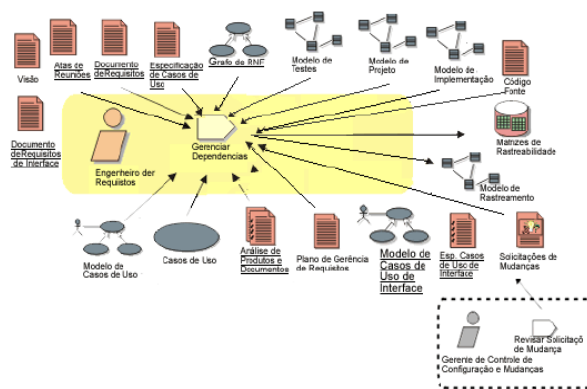 Visão
Atas de
Reuniões
Documento
deRequisitos
Especificação
de Casos de
Uso
Grafo de RNF
Modelo de
Testes
Modelo de
Projeto
Modelo de
Implementação
Código
Fonte
Documento
deRequisitos
de Interface
Engenheiro der
Requistos
Gerenciar
Dependencias
Matrizes de
Rastreabilidade
Modelo de
Rastreamento
Modelo de
Casos de Uso
Casos de Uso
Análise de
Produtos e
Documentos
Plano de Gerência
de Requistos
Modelo de
Casos de
Uso de
Interface
Esp. Casos
de Uso de
Interface
Solicitações de
Mudanças
Gerente de Controle de
Configuração e Mudanças
Revisar Solicitaçõ
de Mudança